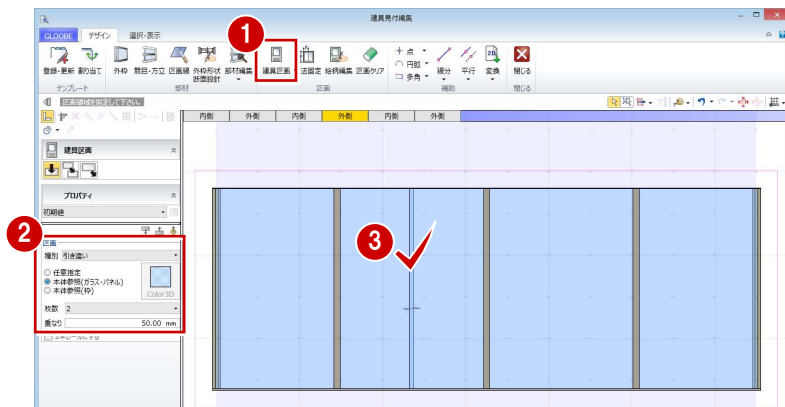 建具見付編集
1
GLOOBE デザイン 選択・表示
登録・更新 割り当て 外枠 無目・方立 区画線 外枠形状断面設計 部材編集 建具区画 法固定 絵柄編集 区画クリア 点 円弧 多角 線分 平行 変換 閉じる
テンプレート 部材 区画 補助 閉じる
区画領域を指定して下さい。
内側 外側 内側 外側 内側 外側
建具区画
プロパティ
初期値
2
区画
種別 引き違い
任意指定
本体参照(ガラス・パネル)
本体参照(枠)
Color3D
枚数 2
重なり 50.00 mm
3